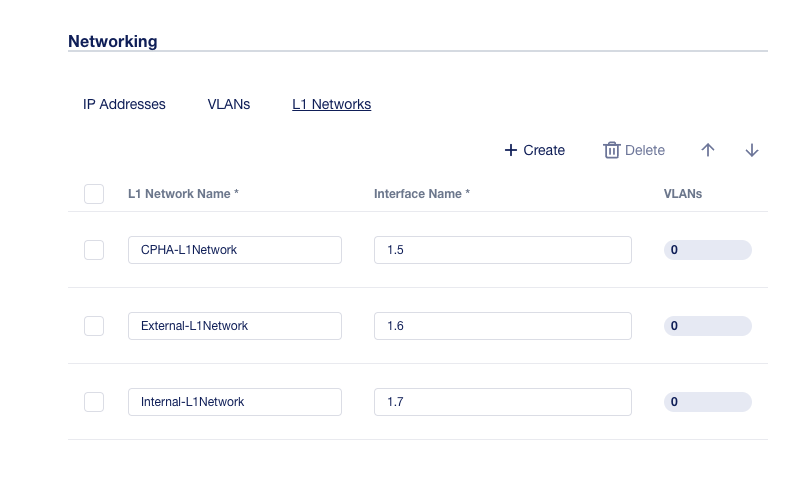 Networking
IP Addresses VLANs L1 Networks
+ Create Delete
L1 Network Name * Interface Name * VLANs
CPHA-L1Network 1.5 0
External-L1Network 1.6 0
Internal-L1Network 1.7 0